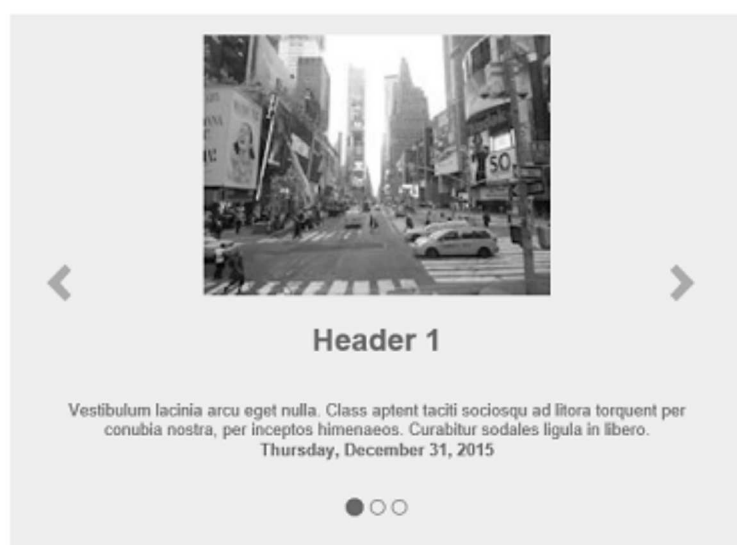 SO
Header 1
Vestibulum lacinia arcu eget nulla. Class aptent taciti sociosqu ad litora torquent per
conubia nostra, per inceptos himenaeos. Curabitur sodales ligula in libero.
Thursday, December 31, 2015